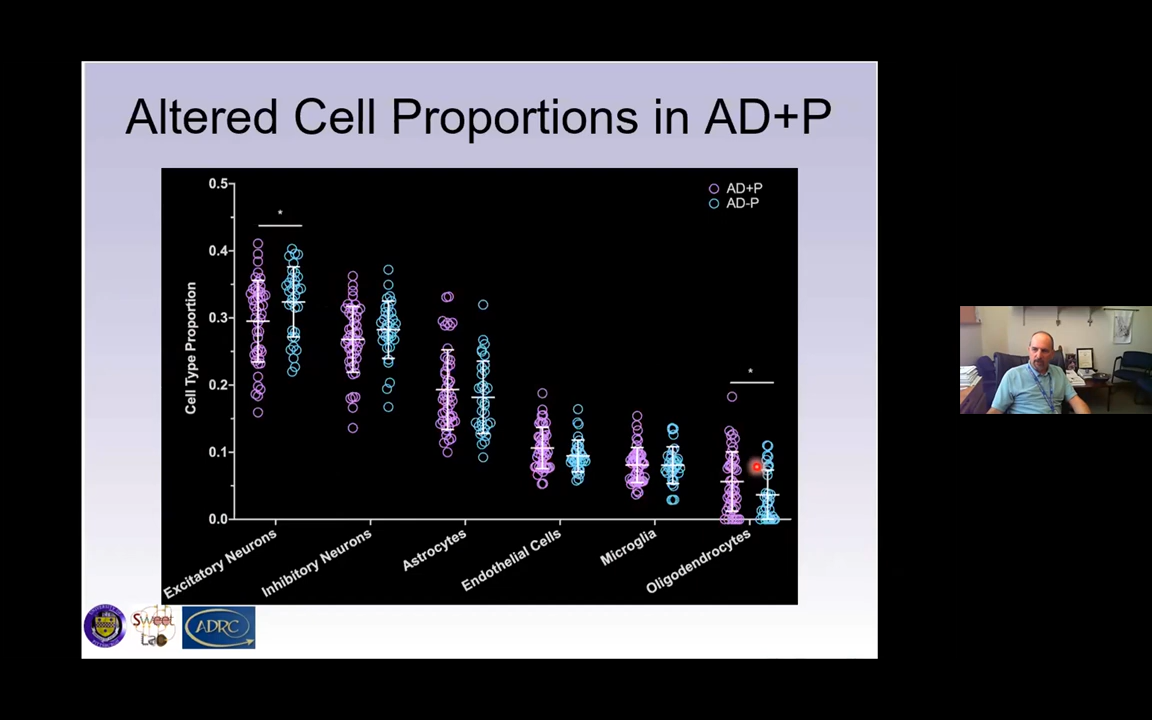 Altered Cell Proportions in AD+P
AD+P
AD-P
*
*
0.5
0.4
0.3
0.2
0.1
0.0
Cell Type Proportion
Excitatory Neurons
Inhibitory Neurons
Astrocytes
Endothelial Cells
Microglia
Oligodendrocytes
Sweet
Lab
ADRC